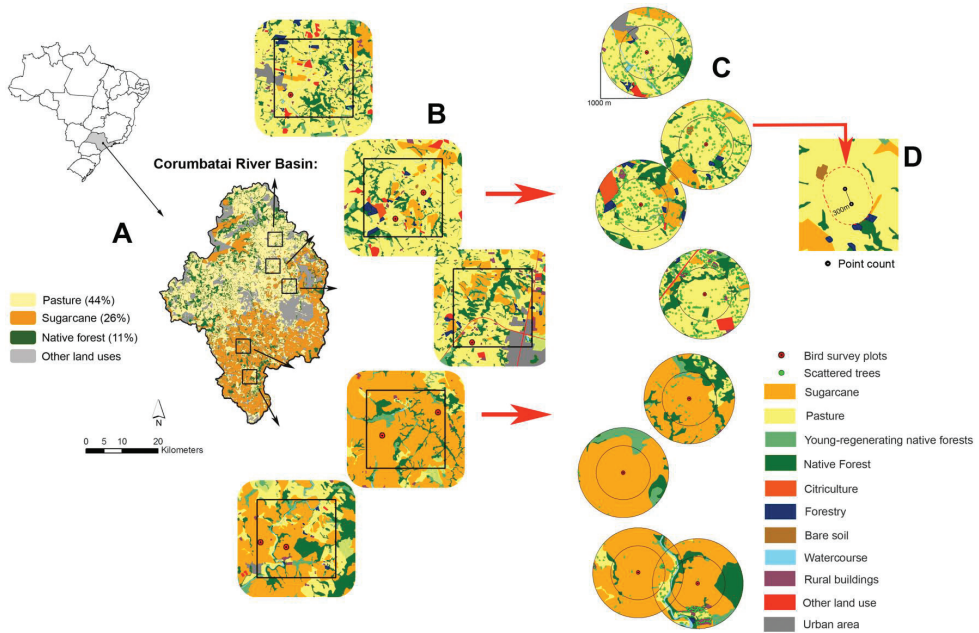 C
B
1000 m
D
Corumbatai River Basin:
A
300m
Point count
Pasture (44%)
Sugarcane (26%)
Native forest (11%)
Other land uses
N
0 5 10 20
Kilometers
Bird survey plots
Scattered trees
Sugarcane
Pasture
Young-regenerating native forests
Native Forest
Citriculture
Forestry
Bare soil
Watercourse
Rural buildings
Other land use
Urban area